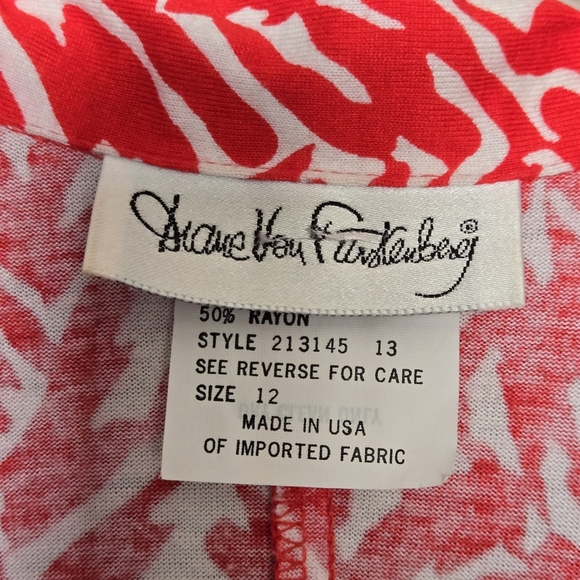 Diane Von Furstenberg®
50% RAYON
STYLE 213145 13
SEE REVERSE FOR CARE
SIZE 12
MADE IN USA
OF IMPORTED FABRIC